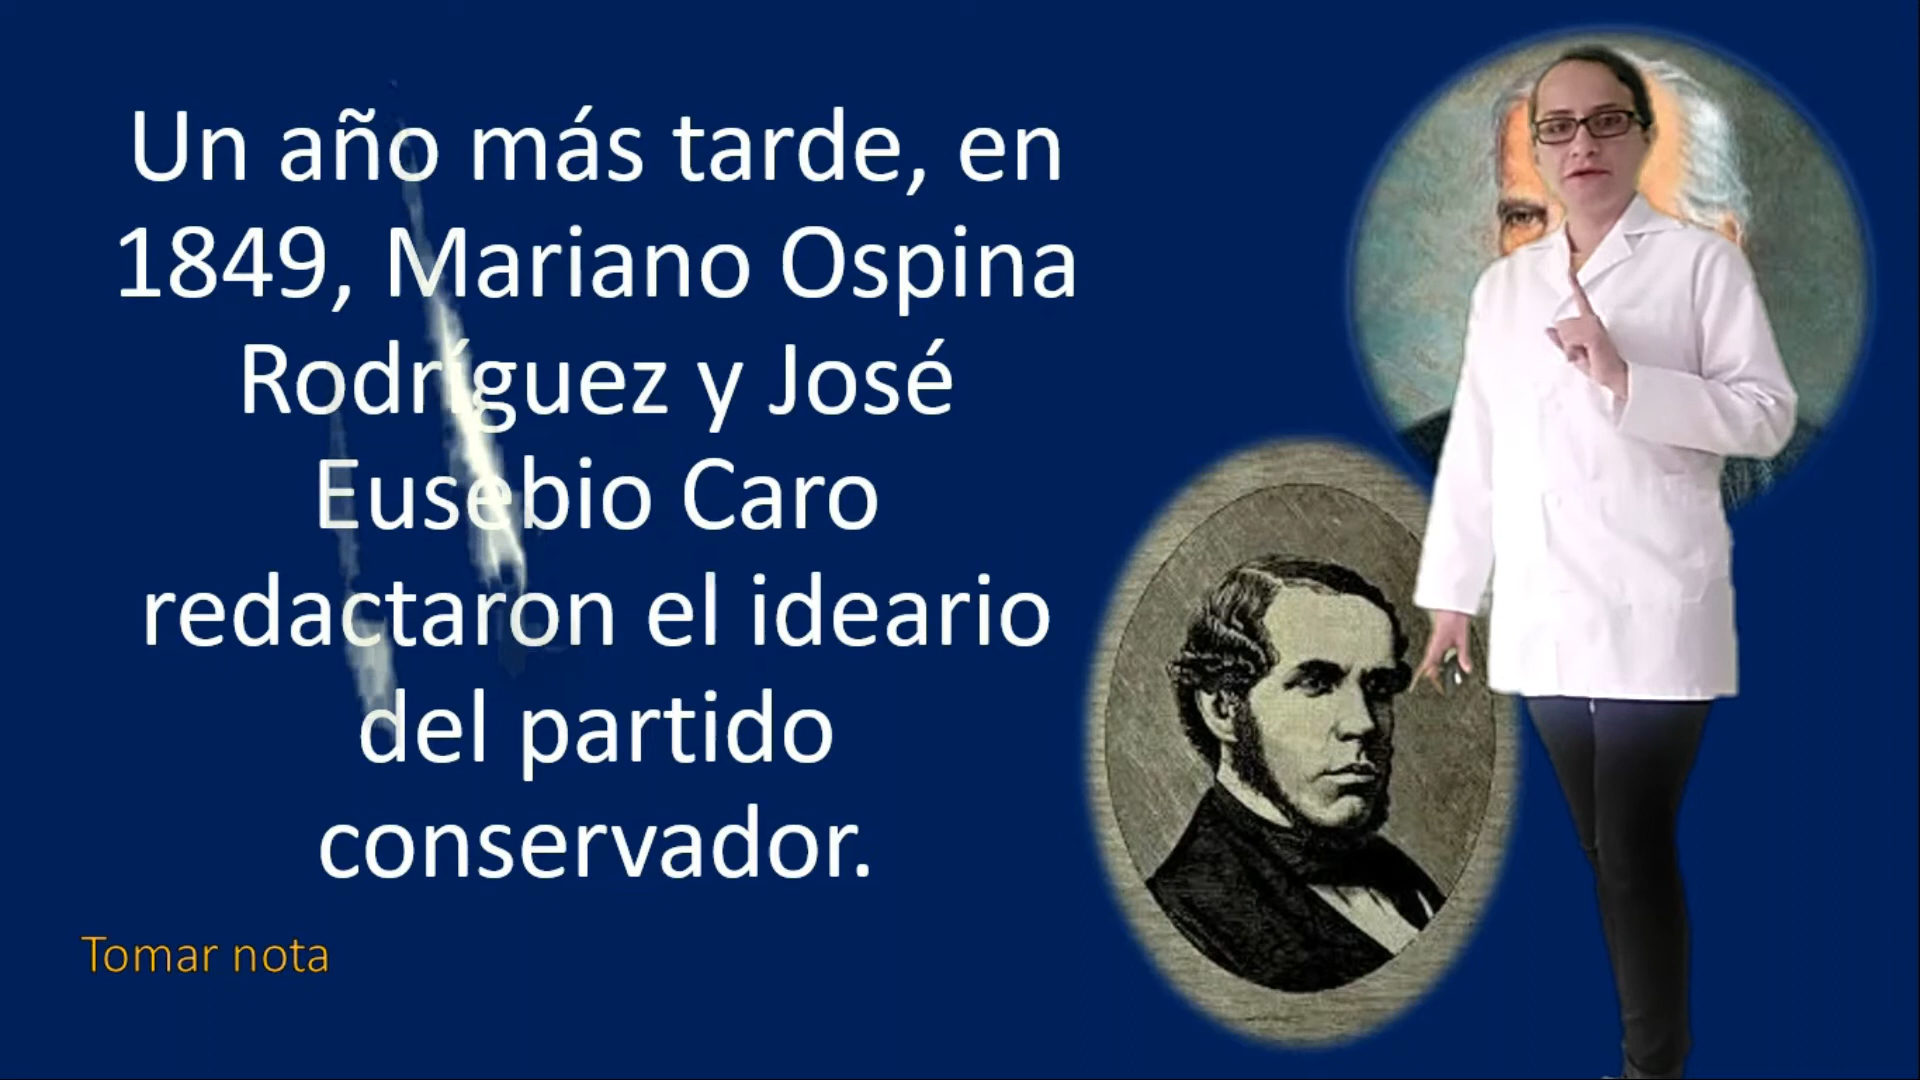 Un año más tarde, en
1849, Mariano Ospina
Rodríguez y José
Eusebio Caro
redactaron el ideario
del partido
conservador.
Tomar nota